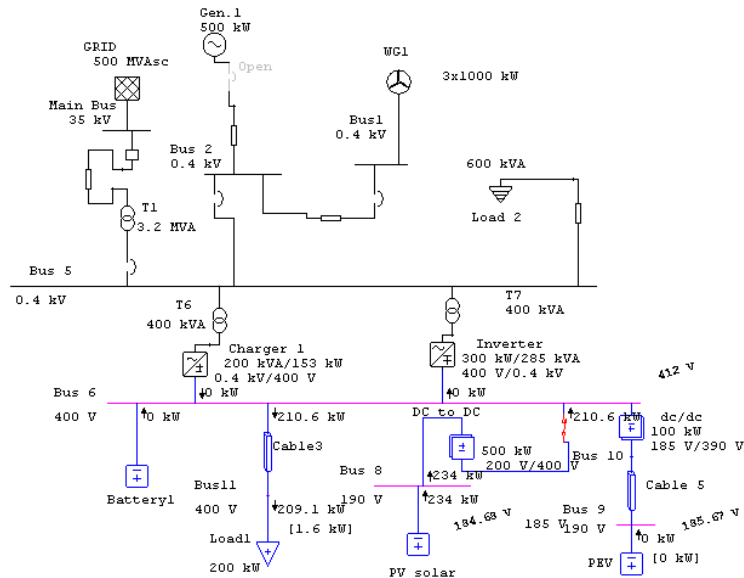 Gen.1
500 kW
GRID
500 MVAsc
Open
WG1
3x1000 kW
Main Bus
35 kV
Bus1
0.4 kV
Bus 2
0.4 kV
600 kVA
Load 2
T1
3.2 MVA
Bus 5
0.4 kV
T6
400 kVA
T7
400 kVA
Charger 1
200 kVA/153 kW
0.4 kV/400 V
Inverter
300 kW/285 kVA
400 V/0.4 kV
412 V
Bus 6
400 V
0 kW
0 kW
0 kW
210.6 kW
DC to DC
210.6 kW
dc/dc
100 kW
185 V/390 V
Cable3
500 kW
200 V/400 V
Bus 10
185 V
Battery1
Bus11
400 V
Bus 8
190 V
234 kW
234 kW
184.68 V
Cable 5
Bus 9
190 V
185.67 V
209.1 kW
[1.6 kW]
0 kW
[0 kW]
Load1
200 kW
PV solar
PEV